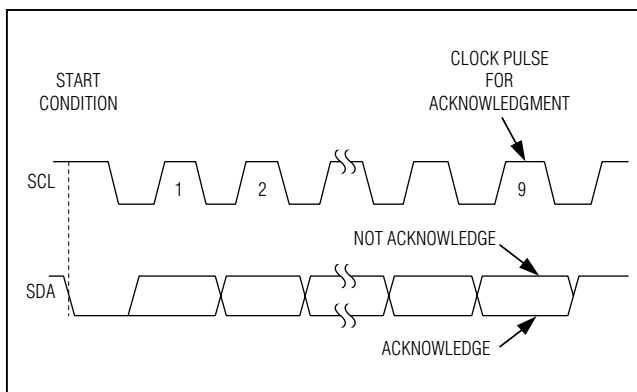 START
CONDITION
CLOCK PULSE
FOR
ACKNOWLEDGMENT
SCL
1
2
9
NOT ACKNOWLEDGE
SDA
ACKNOWLEDGE